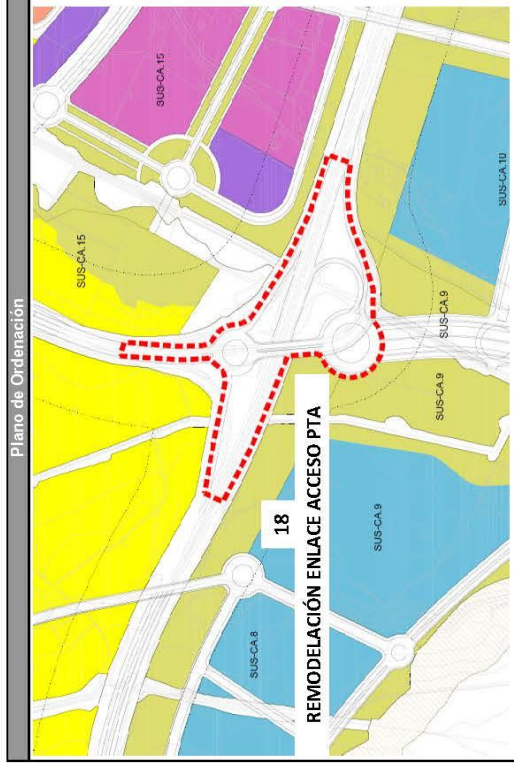 Plano de Ordenación
SUS-CA.15
SUS-CA.15
SUS-CA.10
SUS-CA.9
SUS-CA.9
SUS-CA.9
SUS-CA.8
18
REMODELACIÓN ENLACE ACCESO PTA